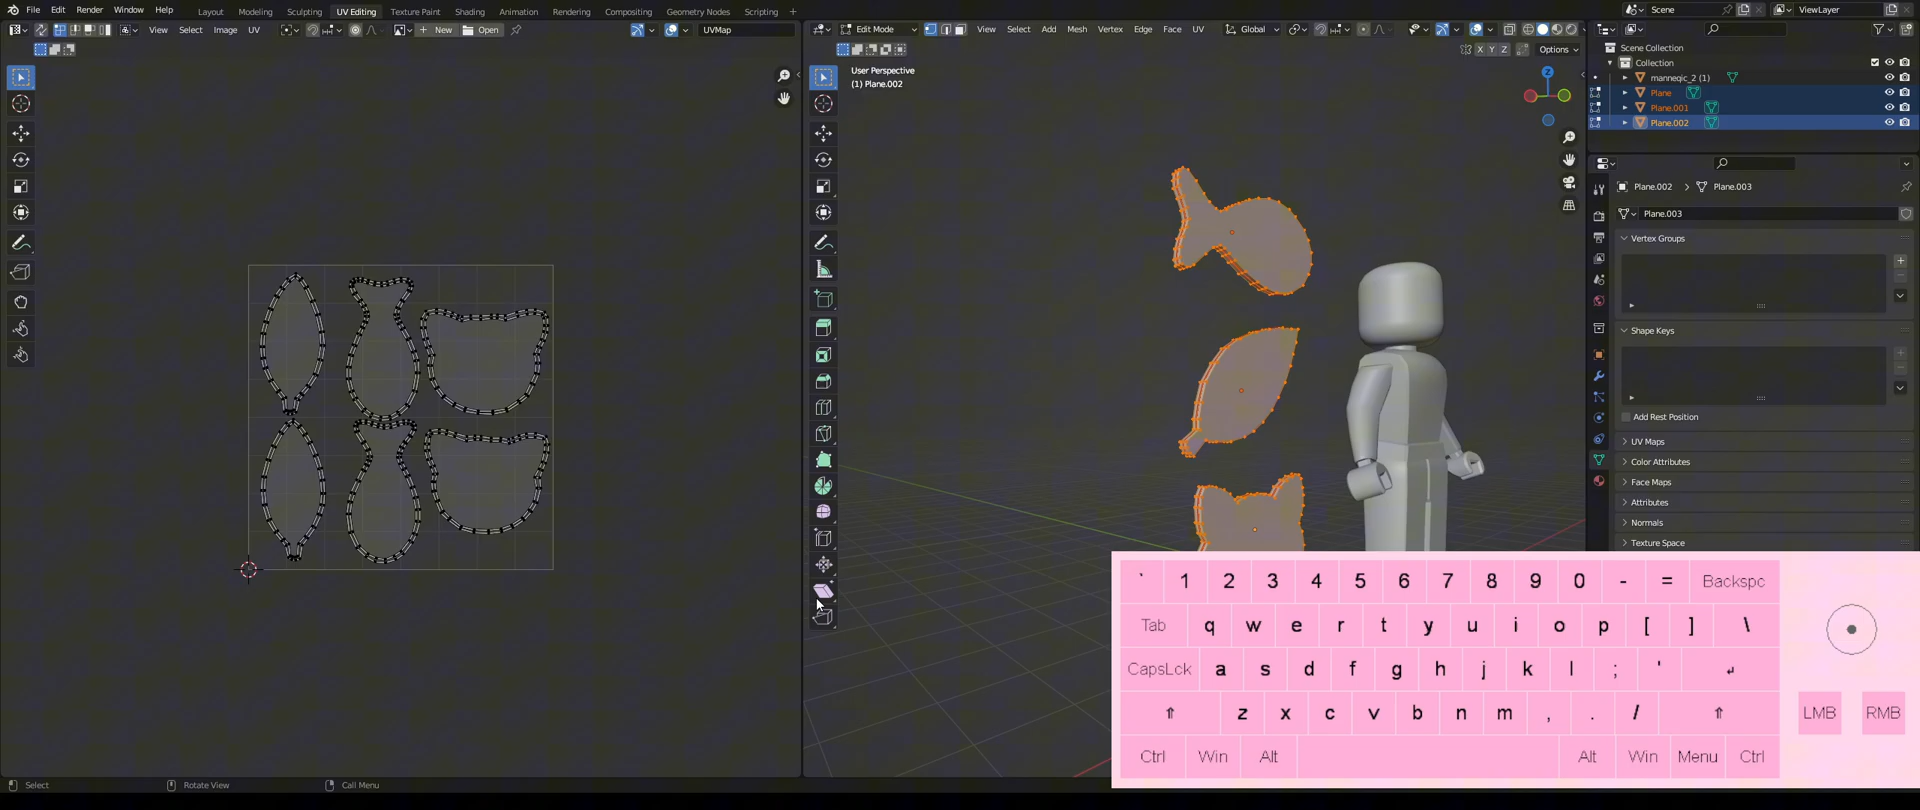 File Edit Render Window Help Layout Modeling Sculpting UV Editing Texture Paint Shading Animation Rendering Compositing Geometry Nodes Scripting + Scene ViewLayer
View Select Image UV New Open UVMap Edit Mode View Select Add Mesh Vertex Edge Face UV Global
X Y Z Options
Scene Collection
Collection
User Perspective
manneqic_2 (1)
(1) Plane.002
Plane
Plane.001
Plane.002
Z
Plane.002 Plane.003
Plane.003
Vertex Groups
Shape Keys
Add Rest Position
UV Maps
Color Attributes
Face Maps
Attributes
Normals
Texture Space
` 1 2 3 4 5 6 7 8 9 0 - = Backspc
Tab q w e r t y u i o p [ ] \
CapsLck a s d f g h j k l ; ' ↵
⇧ z x c v b n m , . / ⇧
LMB RMB
Ctrl Win Alt Alt Win Menu Ctrl
Select Rotate View Call Menu